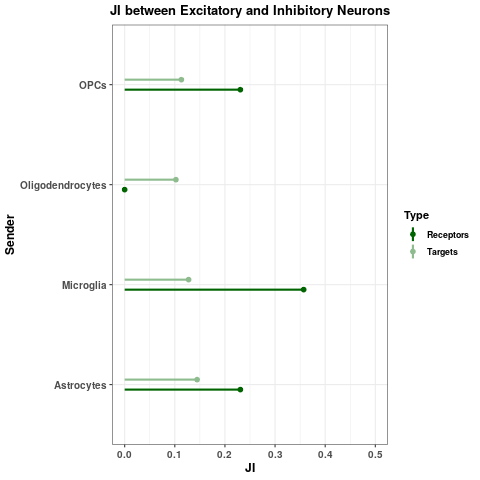 JI between Excitatory and Inhibitory Neurons
OPCs
Oligodendrocytes
Microglia
Astrocytes
Sender
0.0 0.1 0.2 0.3 0.4 0.5
JI
Type
Receptors
Targets